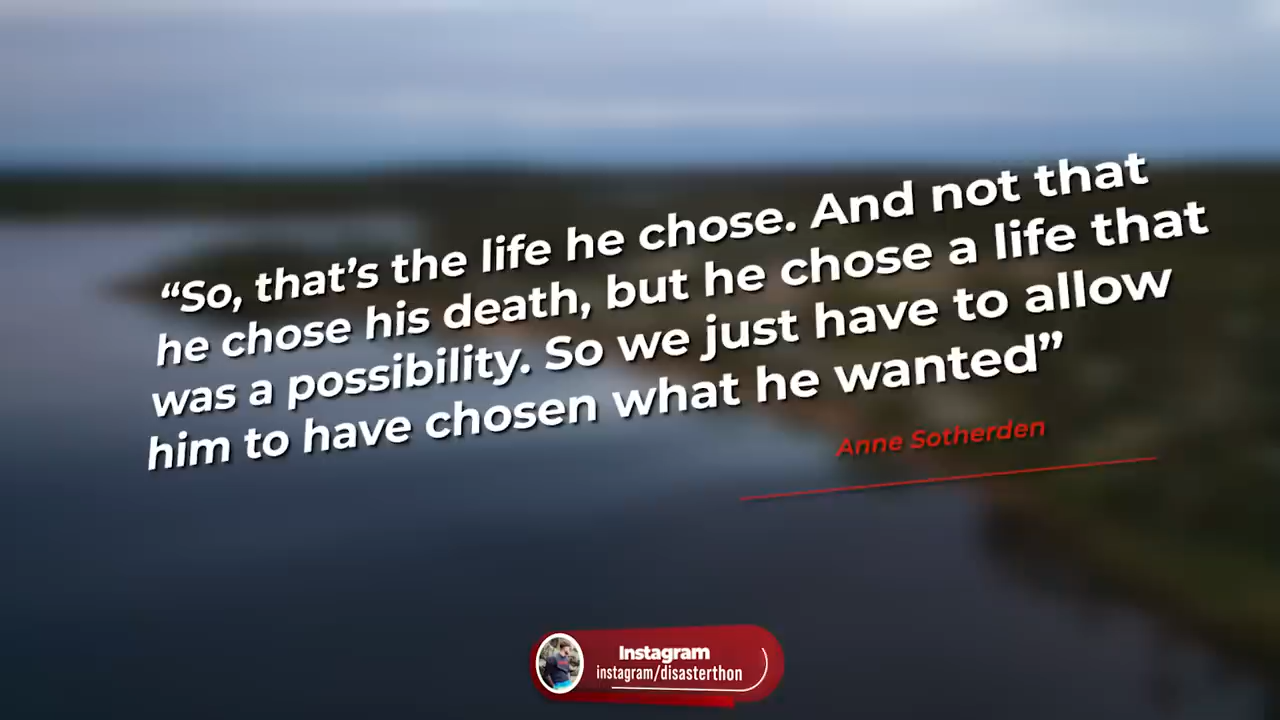 “So, that’s the life he chose. And not that
he chose his death, but he chose a life that
was a possibility. So we just have to allow
him to have chosen what he wanted”
Anne Sotherden
Instagram
instagram/disasterthon